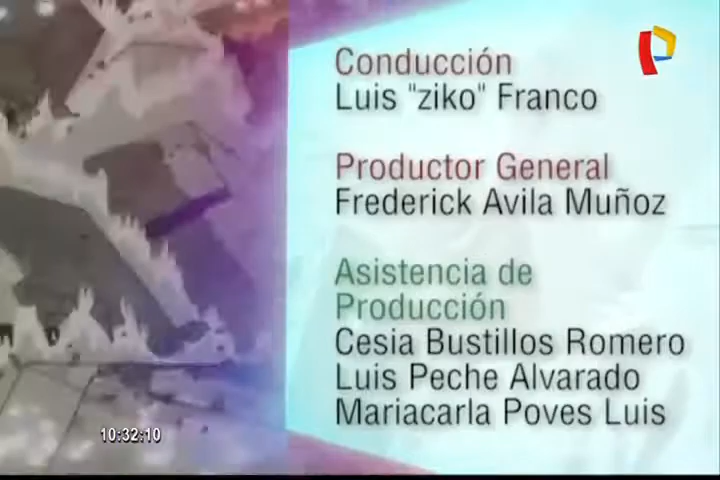 Conducción
Luis "ziko" Franco
Productor General
Frederick Avila Muñoz
Asistencia de
Producción
Cesia Bustillos Romero
Luis Peche Alvarado
Mariacarla Poves Luis
10:32:10